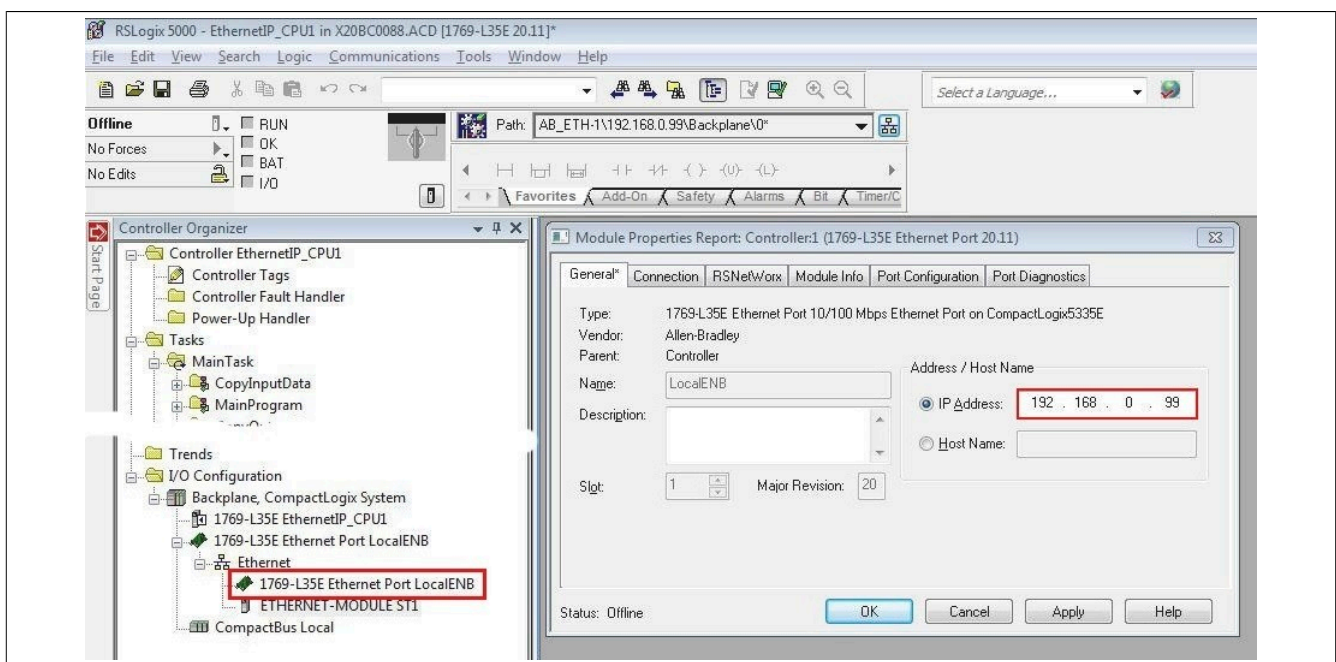 RSLogix 5000 - EthernetIP_CPU1 in X20BC0088.ACD [1769-L35E 20.11]*
File Edit View Search Logic Communications Tools Window Help
Select a Language...
Offline
RUN
No Forces
OK
No Edits
BAT
I/O
Path: AB_ETH-1\192.168.0.99\Backplane\0*
Favorites Add-On Safety Alarms Bit Timer/C
Start Page
Controller Organizer
Controller EthernetIP_CPU1
Controller Tags
Controller Fault Handler
Power-Up Handler
Tasks
MainTask
CopyInputData
MainProgram
Trends
I/O Configuration
Backplane, CompactLogix System
1769-L35E EthernetIP_CPU1
1769-L35E Ethernet Port LocalENB
Ethernet
1769-L35E Ethernet Port LocalENB
ETHERNET-MODULE ST1
CompactBus Local
Module Properties Report: Controller:1 (1769-L35E Ethernet Port 20.11)
General* Connection RSNetWorx Module Info Port Configuration Port Diagnostics
Type: 1769-L35E Ethernet Port 10/100 Mbps Ethernet Port on CompactLogix5335E
Vendor: Allen-Bradley
Parent: Controller
Name: LocalENB
Description:
Slot: 1 Major Revision: 20
Address / Host Name
IP Address: 192 . 168 . 0 . 99
Host Name:
Status: Offline
OK Cancel Apply Help